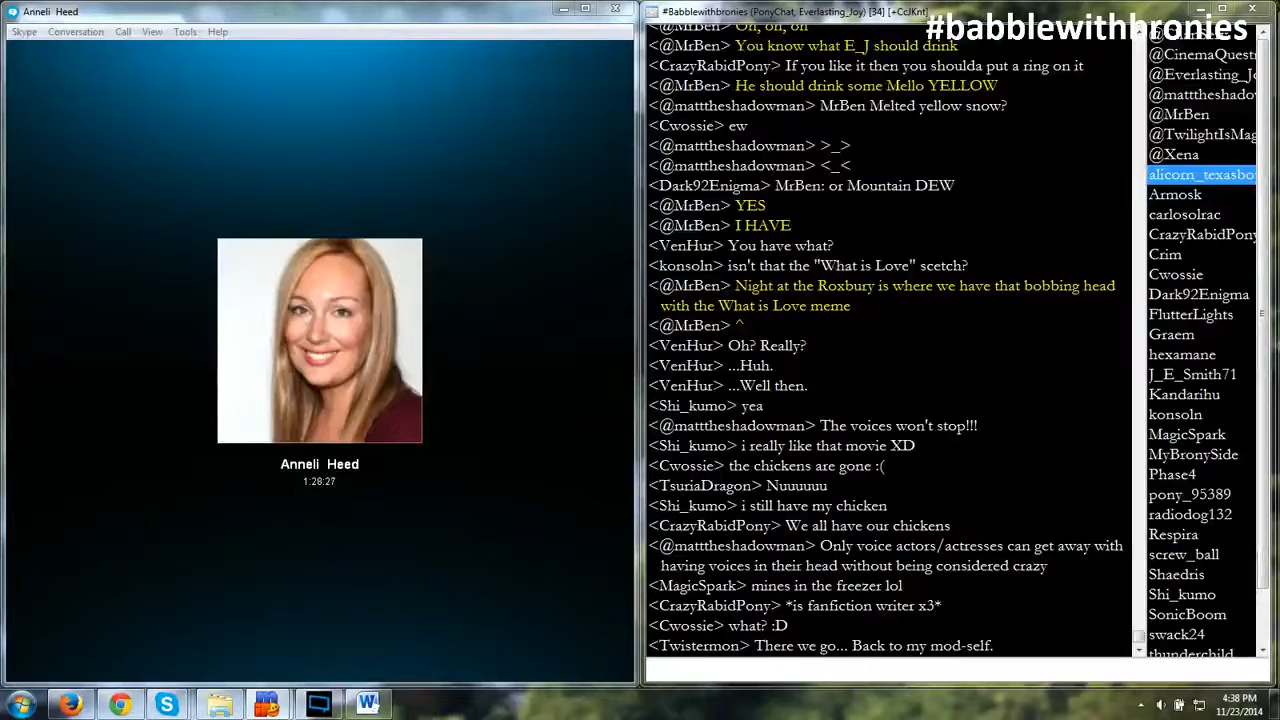 Anneli Heed
Skype Conversation Call View Tools Help
Anneli Heed
1:28:27
#Babblewithbronies (PonyChat, Everlasting_Joy) [34] [+CcJKnt]
#babblewithbronies
<@MrBen> Oh, oh, oh
<@MrBen> You know what E_J should drink
<CrazyRabidPony> If you like it then you shoulda put a ring on it
<@MrBen> He should drink some Mello YELLOW
<@matttheshadowman> MrBen Melted yellow snow?
<Cwossie> ew
<@matttheshadowman> >_>
<@matttheshadowman> <_<
<Dark92Enigma> MrBen: or Mountain DEW
<@MrBen> YES
<@MrBen> I HAVE
<VenHur> You have what?
<konsoln> isn't that the "What is Love" scetch?
<@MrBen> Night at the Roxbury is where we have that bobbing head
with the What is Love meme
<@MrBen> ^
<VenHur> Oh? Really?
<VenHur> ...Huh.
<VenHur> ...Well then.
<Shi_kumo> yea
<@matttheshadowman> The voices won't stop!!!
<Shi_kumo> i really like that movie XD
<Cwossie> the chickens are gone :(
<TsuriaDragon> Nuuuuuu
<Shi_kumo> i still have my chicken
<CrazyRabidPony> We all have our chickens
<@matttheshadowman> Only voice actors/actresses can get away with
having voices in their head without being considered crazy
<MagicSpark> mines in the freezer lol
<CrazyRabidPony> *is fanfiction writer x3*
<Cwossie> what? :D
<Twistermon> There we go... Back to my mod-self.
@CinemaQuest
@Everlasting_Jo
@mattheshadow
@MrBen
@TwilightIsMag
@Xena
alicorn_texasbo
Armosk
carlosolrac
CrazyRabidPony
Crim
Cwossie
Dark92Enigma
FlutterLights
Graem
hexamane
J_E_Smith71
Kandarihu
konsoln
MagicSpark
MyBronySide
Phase4
pony_95389
radiodog132
Respira
screw_ball
Shaedris
Shi_kumo
SonicBoom
swack24
thunderchild
4:38 PM
11/23/2014